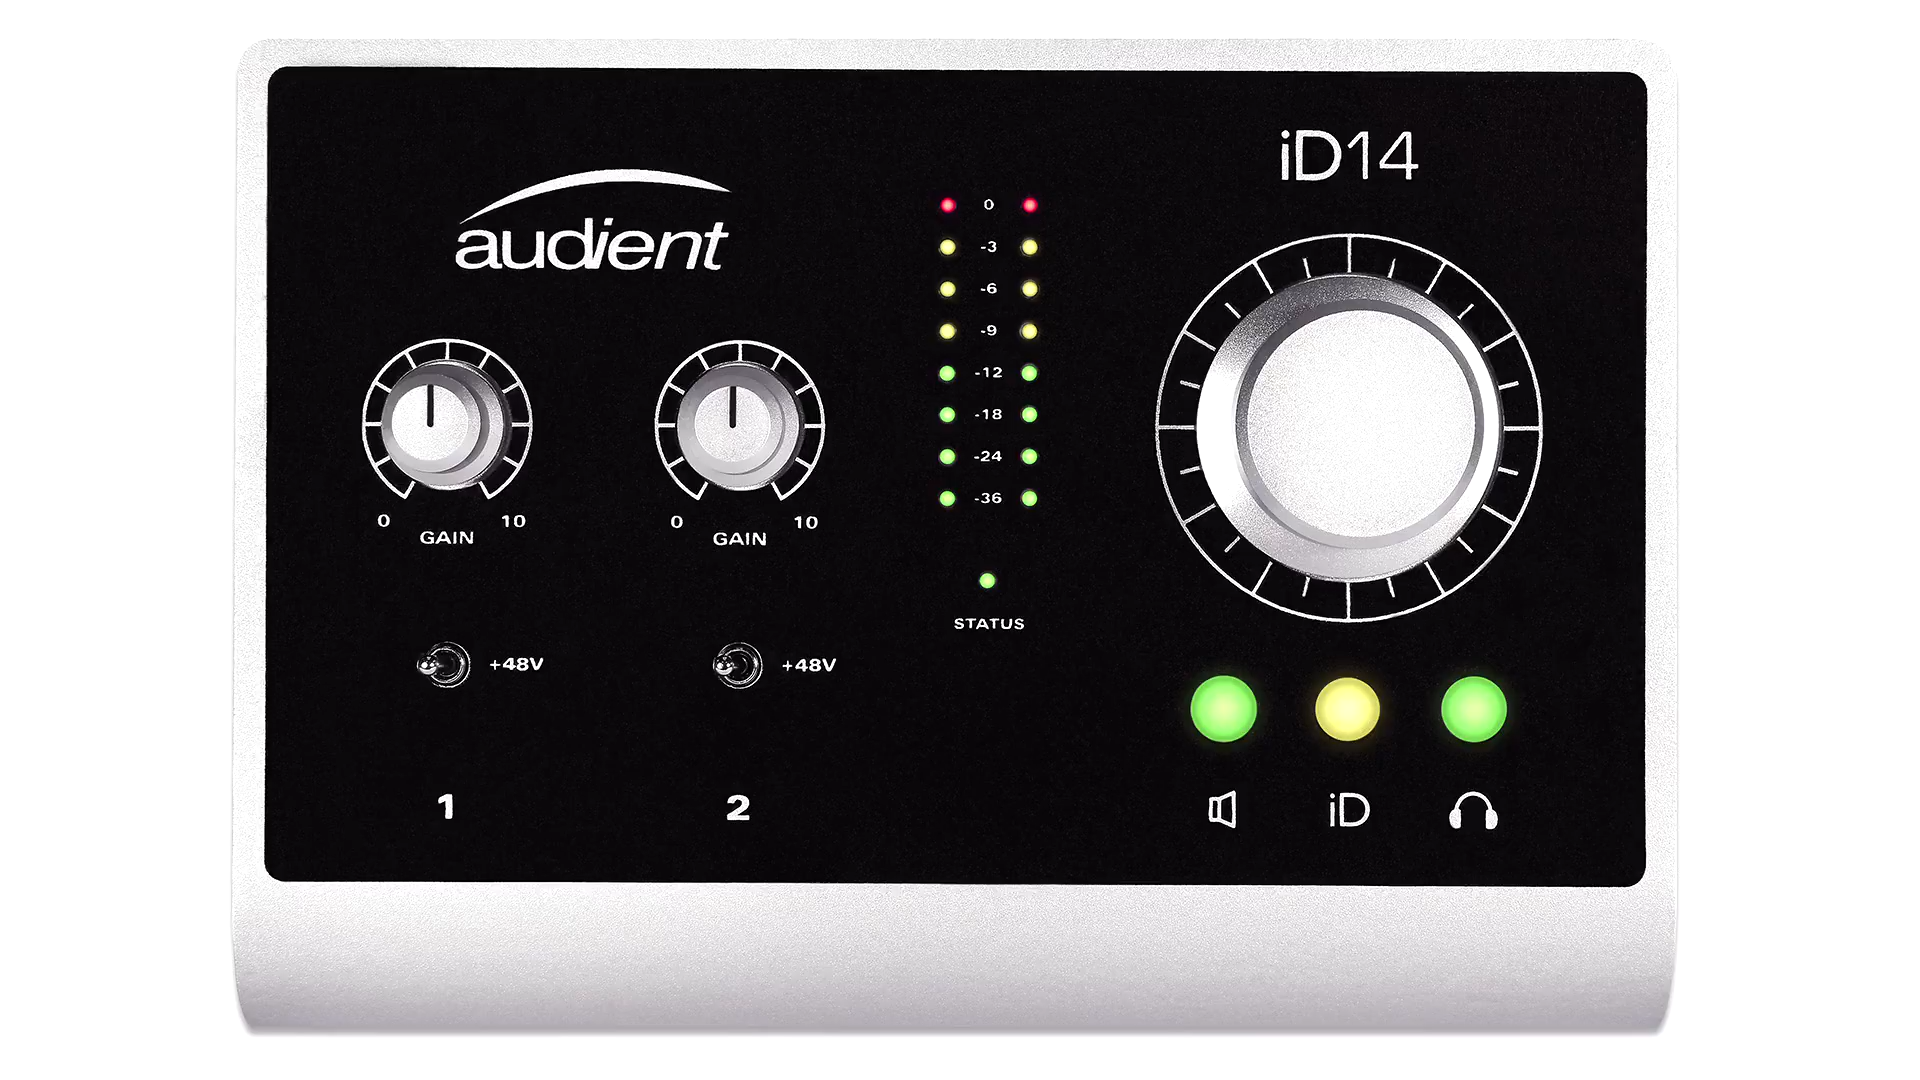 audient
0 10
GAIN
+48V
1
0 10
GAIN
+48V
2
0
-3
-6
-9
-12
-18
-24
-36
STATUS
iD14
iD